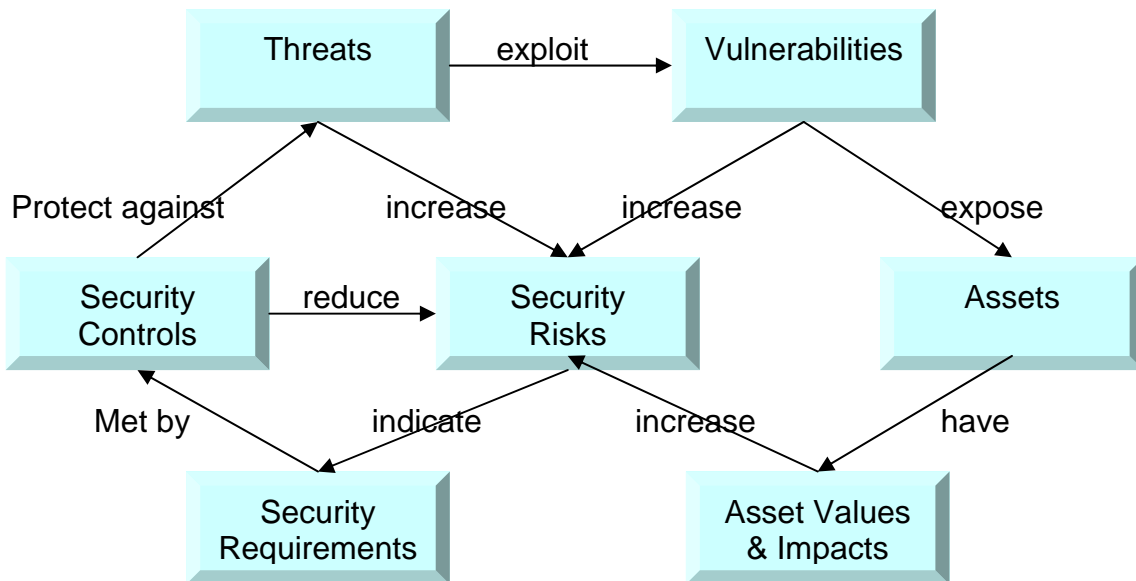 Threats
exploit
Vulnerabilities
Protect against
increase
increase
expose
Security
Controls
reduce
Security
Risks
Assets
Met by
indicate
increase
have
Security
Requirements
Asset Values
& Impacts